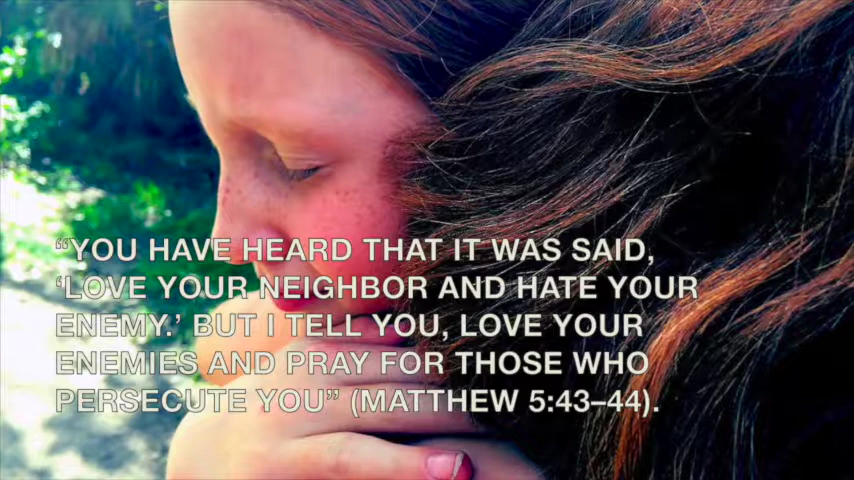 “YOU HAVE HEARD THAT IT WAS SAID,
‘LOVE YOUR NEIGHBOR AND HATE YOUR
ENEMY.’ BUT I TELL YOU, LOVE YOUR
ENEMIES AND PRAY FOR THOSE WHO
PERSECUTE YOU” (MATTHEW 5:43–44).